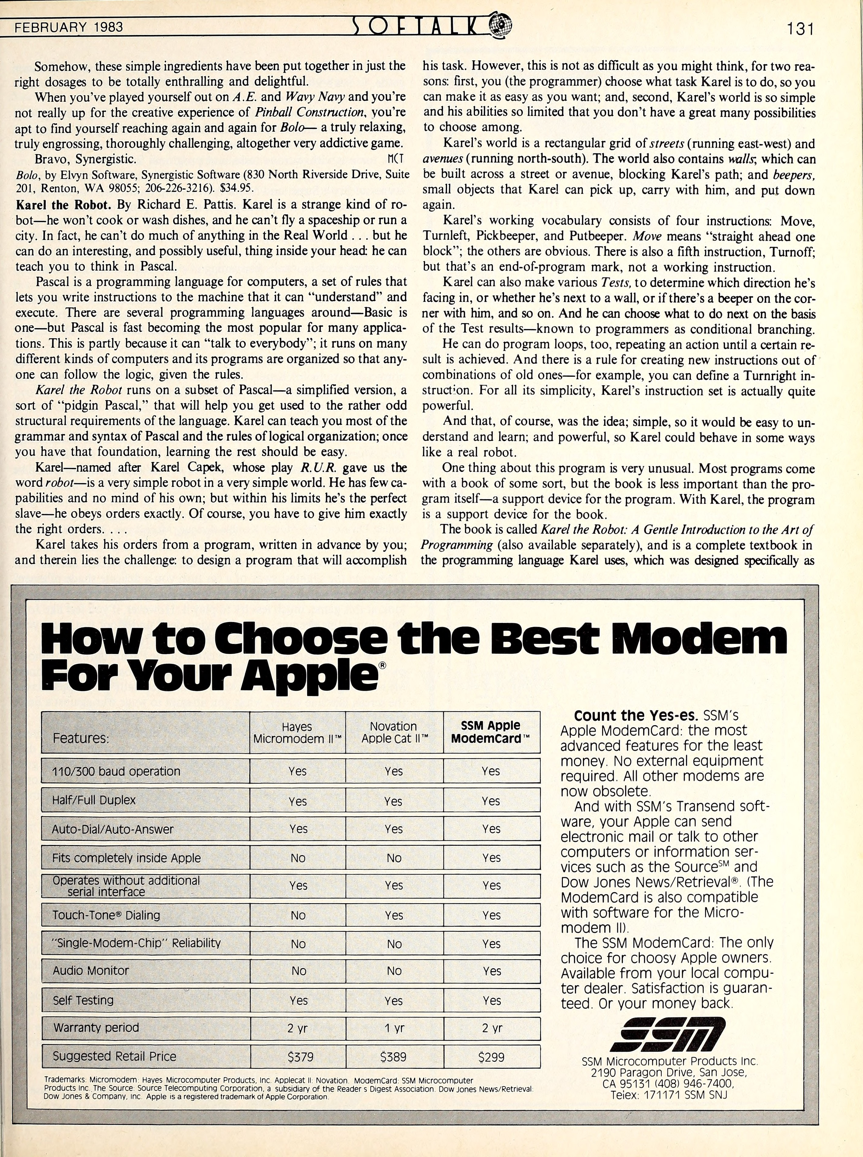 FEBRUARY 1983
SOFTALK
131
Somehow, these simple ingredients have been put together in just the
right dosages to be totally enthralling and delightful.
When you've played yourself out on A.E. and Wavy Navy and you're
not really up for the creative experience of Pinball Construction, you're
apt to find yourself reaching again and again for Bolo— a truly relaxing,
truly engrossing, thoroughly challenging, altogether very addictive game.
Bravo, Synergistic. MCT
Bolo, by Elvyn Software, Synergistic Software (830 North Riverside Drive, Suite
201, Renton, WA 98055; 206-226-3216). $34.95.
Karel the Robot. By Richard E. Pattis. Karel is a strange kind of ro-
bot—he won't cook or wash dishes, and he can't fly a spaceship or run a
city. In fact, he can't do much of anything in the Real World . . . but he
can do an interesting, and possibly useful, thing inside your head: he can
teach you to think in Pascal.
Pascal is a programming language for computers, a set of rules that
lets you write instructions to the machine that it can "understand" and
execute. There are several programming languages around—Basic is
one—but Pascal is fast becoming the most popular for many applica-
tions. This is partly because it can "talk to everybody"; it runs on many
different kinds of computers and its programs are organized so that any-
one can follow the logic, given the rules.
Karel the Robot runs on a subset of Pascal—a simplified version, a
sort of "pidgin Pascal," that will help you get used to the rather odd
structural requirements of the language. Karel can teach you most of the
grammar and syntax of Pascal and the rules of logical organization; once
you have that foundation, learning the rest should be easy.
Karel—named after Karel Capek, whose play R.U.R. gave us the
word robot—is a very simple robot in a very simple world. He has few ca-
pabilities and no mind of his own; but within his limits he's the perfect
slave—he obeys orders exactly. Of course, you have to give him exactly
the right orders. . . .
Karel takes his orders from a program, written in advance by you;
and therein lies the challenge: to design a program that will accomplish
his task. However, this is not as difficult as you might think, for two rea-
sons: first, you (the programmer) choose what task Karel is to do, so you
can make it as easy as you want; and, second, Karel's world is so simple
and his abilities so limited that you don't have a great many possibilities
to choose among.
Karel's world is a rectangular grid of streets (running east-west) and
avenues (running north-south). The world also contains walls, which can
be built across a street or avenue, blocking Karel's path; and beepers,
small objects that Karel can pick up, carry with him, and put down
again.
Karel's working vocabulary consists of four instructions: Move,
Turnleft, Pickbeeper, and Putbeeper. Move means "straight ahead one
block"; the others are obvious. There is also a fifth instruction, Turnoff;
but that's an end-of-program mark, not a working instruction.
Karel can also make various Tests, to determine which direction he's
facing in, or whether he's next to a wall, or if there's a beeper on the cor-
ner with him, and so on. And he can choose what to do next on the basis
of the Test results—known to programmers as conditional branching.
He can do program loops, too, repeating an action until a certain re-
sult is achieved. And there is a rule for creating new instructions out of
combinations of old ones—for example, you can define a Turnright in-
struction. For all its simplicity, Karel's instruction set is actually quite
powerful.
And that, of course, was the idea; simple, so it would be easy to un-
derstand and learn; and powerful, so Karel could behave in some ways
like a real robot.
One thing about this program is very unusual. Most programs come
with a book of some sort, but the book is less important than the pro-
gram itself—a support device for the program. With Karel, the program
is a support device for the book.
The book is called Karel the Robot: A Gentle Introduction to the Art of
Programming (also available separately), and is a complete textbook in
the programming language Karel uses, which was designed specifically as
How to Choose the Best Modem
For Your Apple®
Features: Hayes Micromodem II™ Novation Apple Cat II™ SSM Apple ModemCard™
110/300 baud operation Yes Yes Yes
Half/Full Duplex Yes Yes Yes
Auto-Dial/Auto-Answer Yes Yes Yes
Fits completely inside Apple No No Yes
Operates without additional serial interface Yes Yes Yes
Touch-Tone® Dialing No Yes Yes
"Single-Modem-Chip" Reliability No No Yes
Audio Monitor No No Yes
Self Testing Yes Yes Yes
Warranty period 2 yr 1 yr 2 yr
Suggested Retail Price $379 $389 $299
Trademarks: Micromodem: Hayes Microcomputer Products, Inc. Applecat II: Novation. ModemCard: SSM Microcomputer
Products Inc. The Source: Source Telecomputing Corporation, a subsidiary of the Reader's Digest Association. Dow Jones News/Retrieval:
Dow Jones & Company, Inc. Apple is a registered trademark of Apple Corporation.
Count the Yes-es. SSM's
Apple ModemCard: the most
advanced features for the least
money. No external equipment
required. All other modems are
now obsolete.
And with SSM's Transend soft-
ware, your Apple can send
electronic mail or talk to other
computers or information ser-
vices such as the Source℠ and
Dow Jones News/Retrieval®. (The
ModemCard is also compatible
with software for the Micro-
modem II).
The SSM ModemCard: The only
choice for choosy Apple owners.
Available from your local compu-
ter dealer. Satisfaction is guaran-
teed. Or your money back.
SSM
SSM Microcomputer Products Inc.
2190 Paragon Drive, San Jose,
CA 95131 (408) 946-7400,
Telex: 171171 SSM SNJ